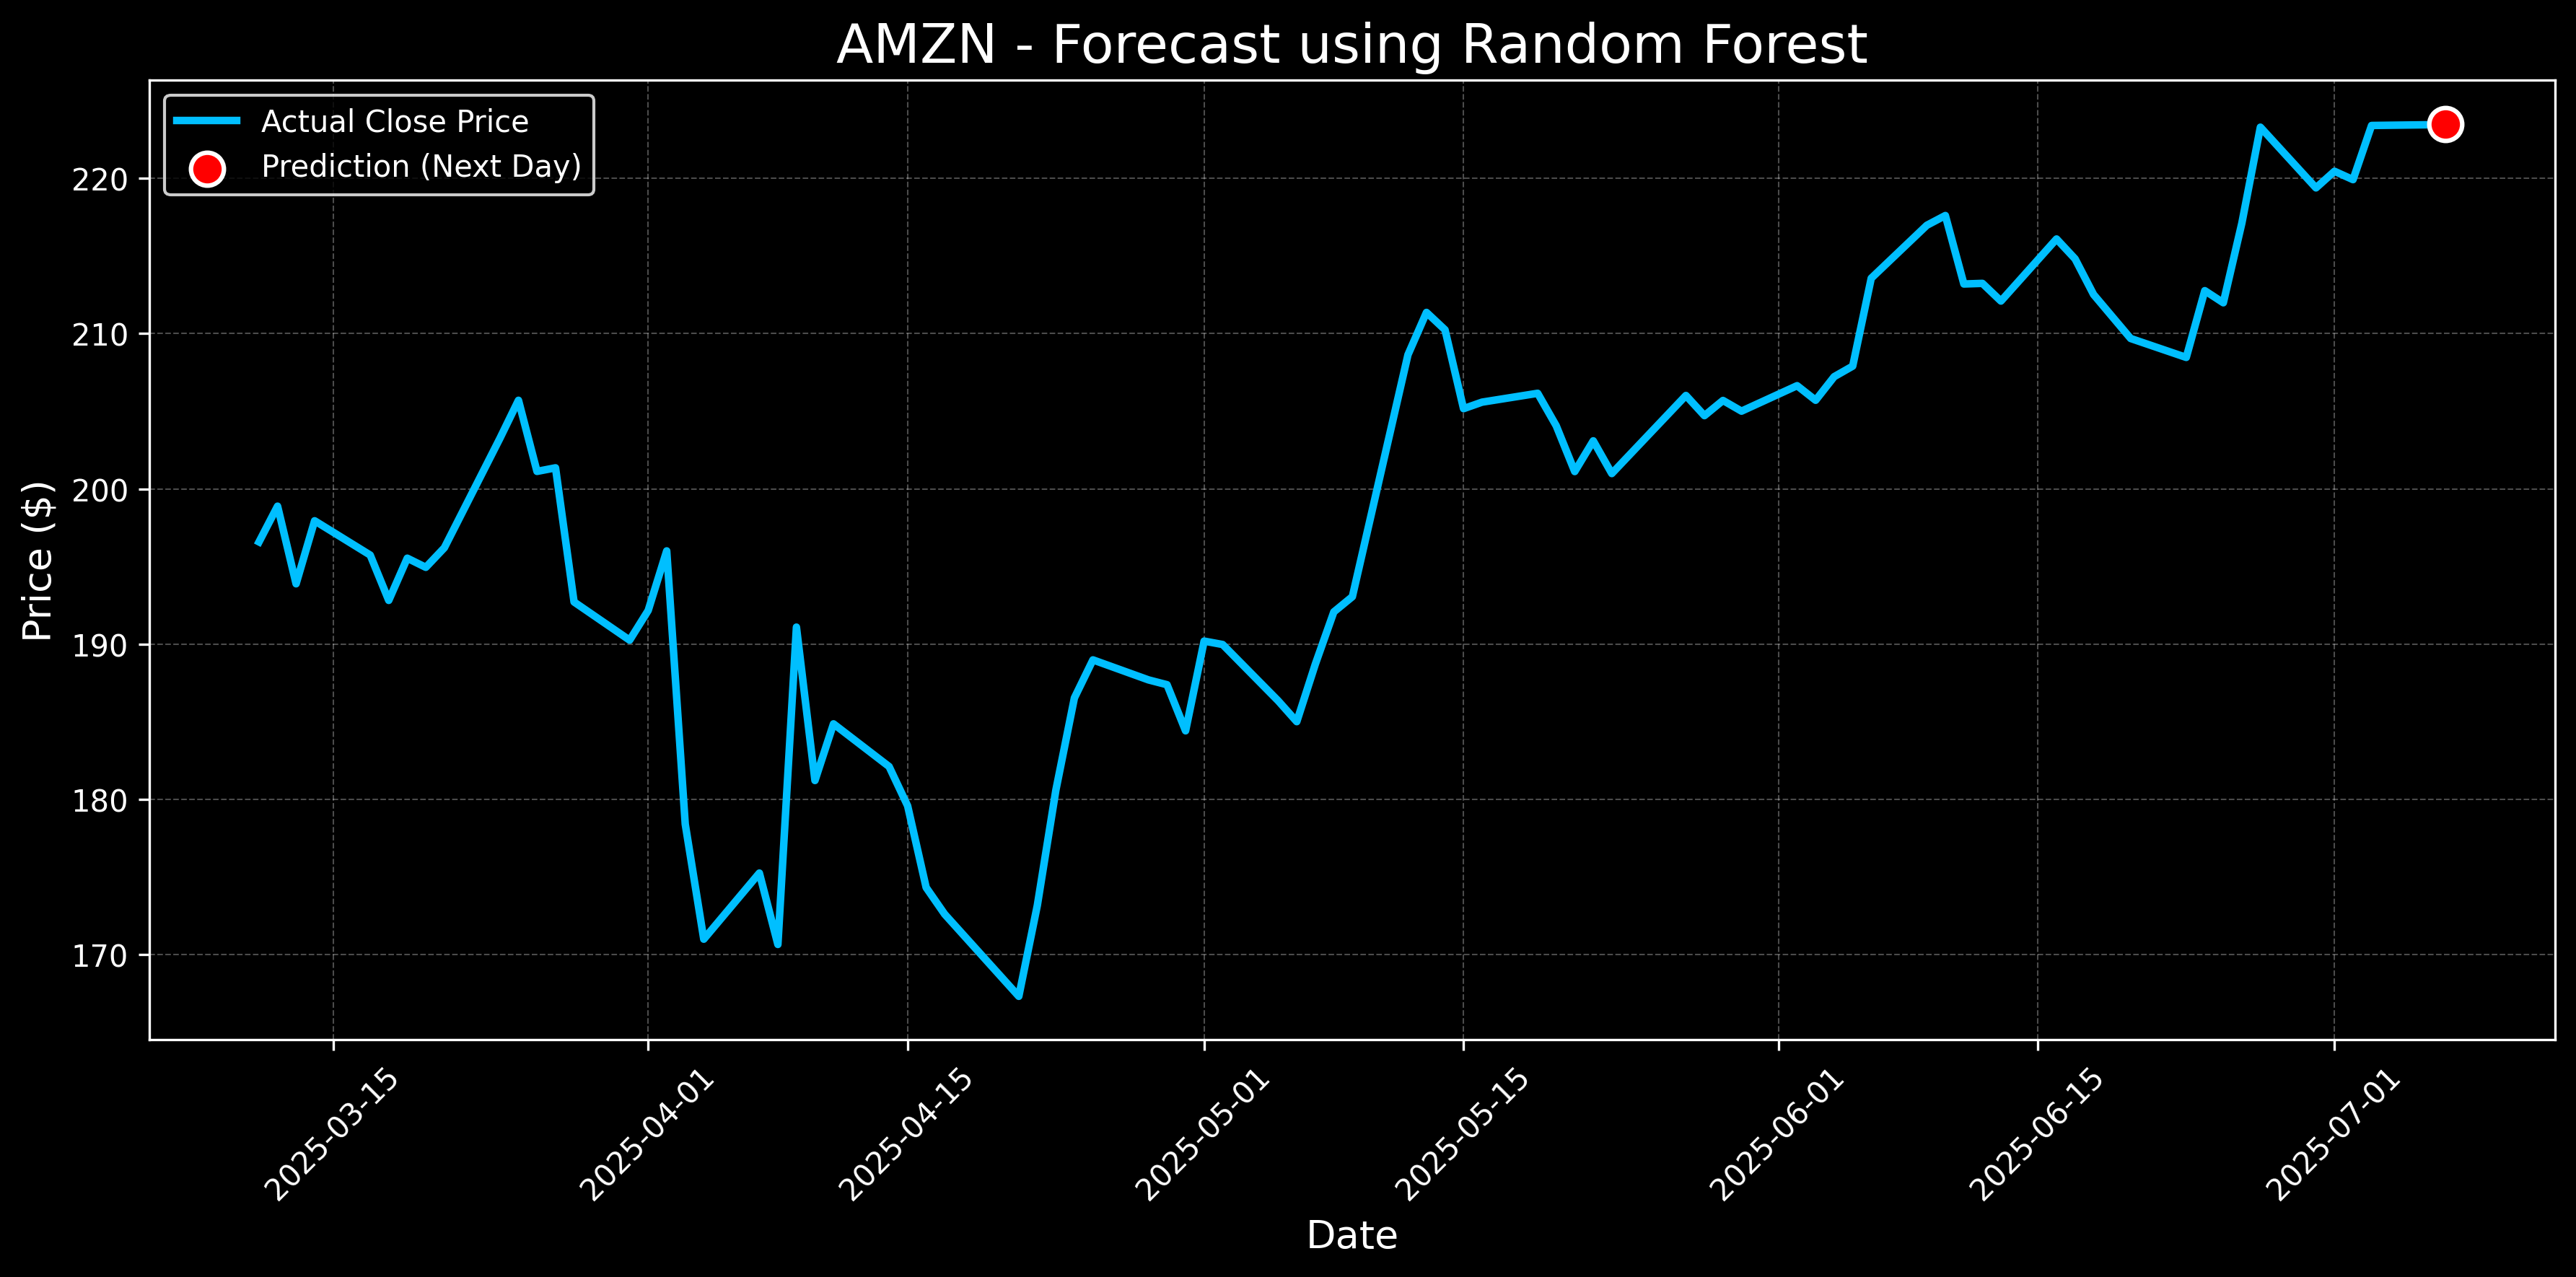 AMZN - Forecast using Random Forest
Actual Close Price
Prediction (Next Day)
Price ($)
220
210
200
190
180
170
2025-03-15
2025-04-01
2025-04-15
2025-05-01
2025-05-15
2025-06-01
2025-06-15
2025-07-01
Date